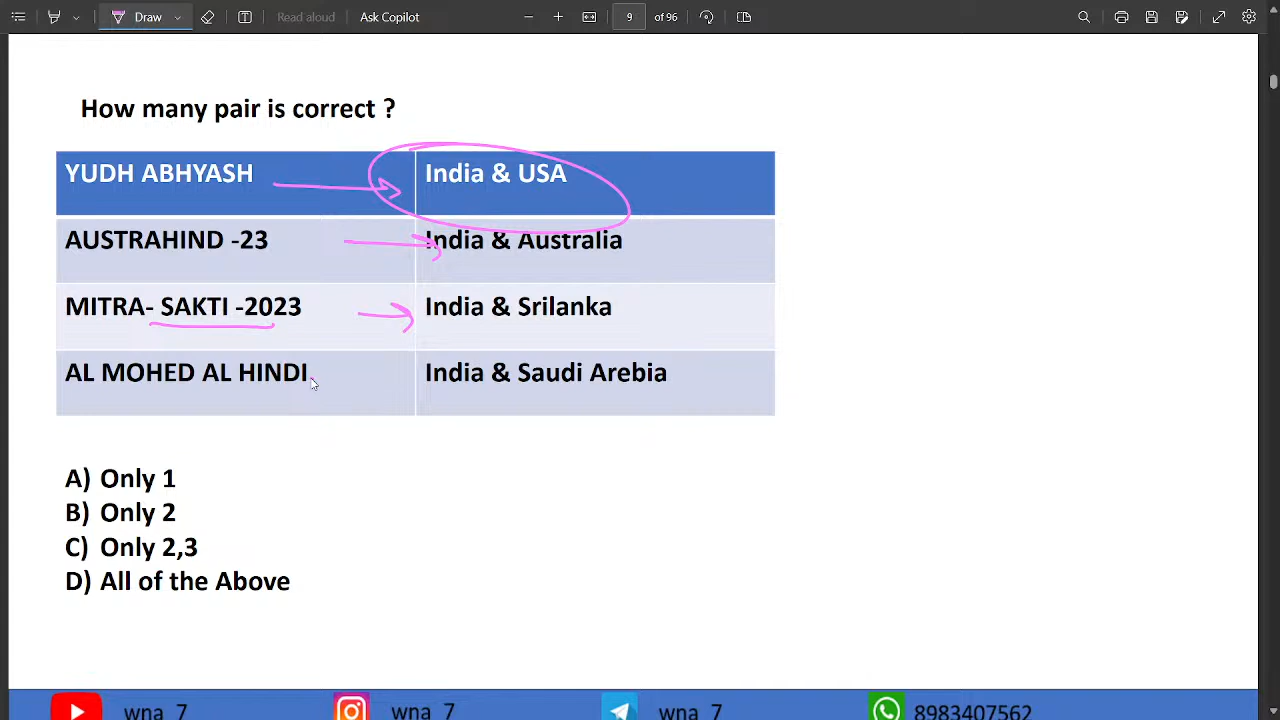 Draw
Read aloud
Ask Copilot
9
of 96
How many pair is correct ?
YUDH ABHYASH
India & USA
AUSTRAHIND -23
India & Australia
MITRA- SAKTI -2023
India & Srilanka
AL MOHED AL HINDI
India & Saudi Arebia
A) Only 1
B) Only 2
C) Only 2,3
D) All of the Above
wna_7
wna_7
wna_7
8983407562